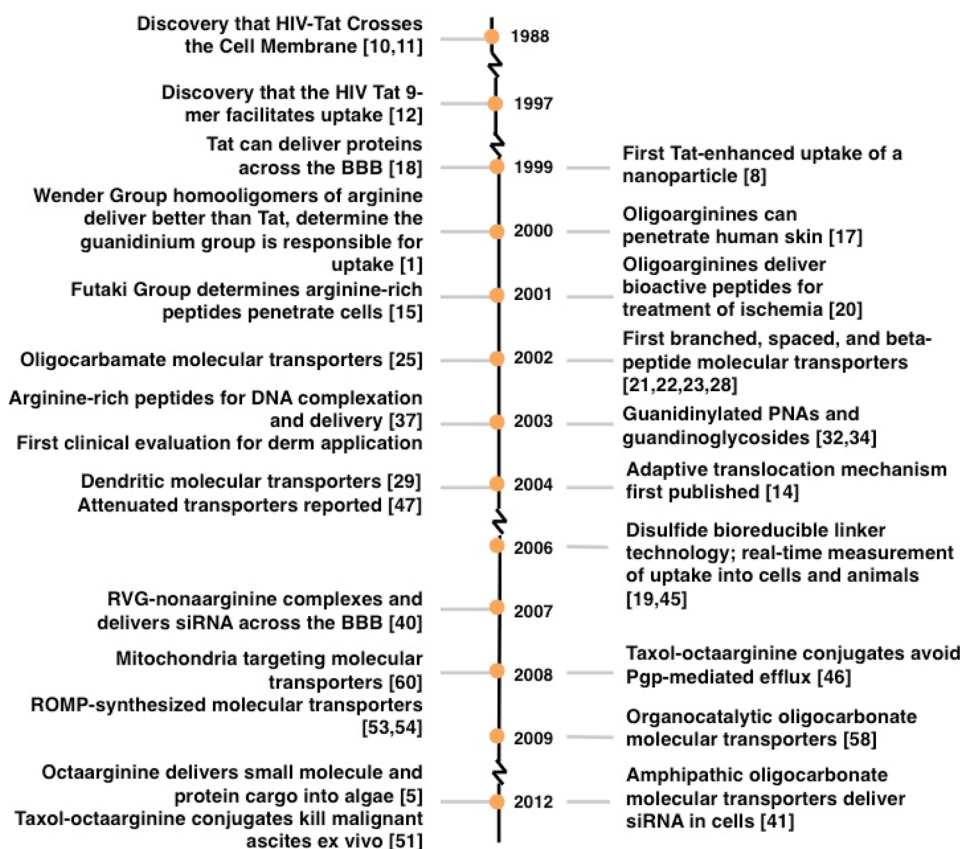 Discovery that HIV-Tat Crosses
the Cell Membrane [10,11]
1988
Discovery that the HIV Tat 9-
mer facilitates uptake [12]
1997
Tat can deliver proteins
across the BBB [18]
1999
First Tat-enhanced uptake of a
nanoparticle [8]
Wender Group homooligomers of arginine
deliver better than Tat, determine the
guanidinium group is responsible for
uptake [1]
2000
Oligoarginines can
penetrate human skin [17]
Futaki Group determines arginine-rich
peptides penetrate cells [15]
2001
Oligoarginines deliver
bioactive peptides for
treatment of ischemia [20]
Oligocarbamate molecular transporters [25]
2002
First branched, spaced, and beta-
peptide molecular transporters
[21,22,23,28]
Arginine-rich peptides for DNA complexation
and delivery [37]
First clinical evaluation for derm application
2003
Guanidinylated PNAs and
guandinoglycosides [32,34]
Dendritic molecular transporters [29]
Attenuated transporters reported [47]
2004
Adaptive translocation mechanism
first published [14]
2006
Disulfide bioreducible linker
technology; real-time measurement
of uptake into cells and animals
[19,45]
RVG-nonaarginine complexes and
delivers siRNA across the BBB [40]
2007
Mitochondria targeting molecular
transporters [60]
2008
Taxol-octaarginine conjugates avoid
Pgp-mediated efflux [46]
ROMP-synthesized molecular transporters
[53,54]
2009
Organocatalytic oligocarbonate
molecular transporters [58]
Octaarginine delivers small molecule and
protein cargo into algae [5]
Taxol-octaarginine conjugates kill malignant
ascites ex vivo [51]
2012
Amphipathic oligocarbonate
molecular transporters deliver
siRNA in cells [41]